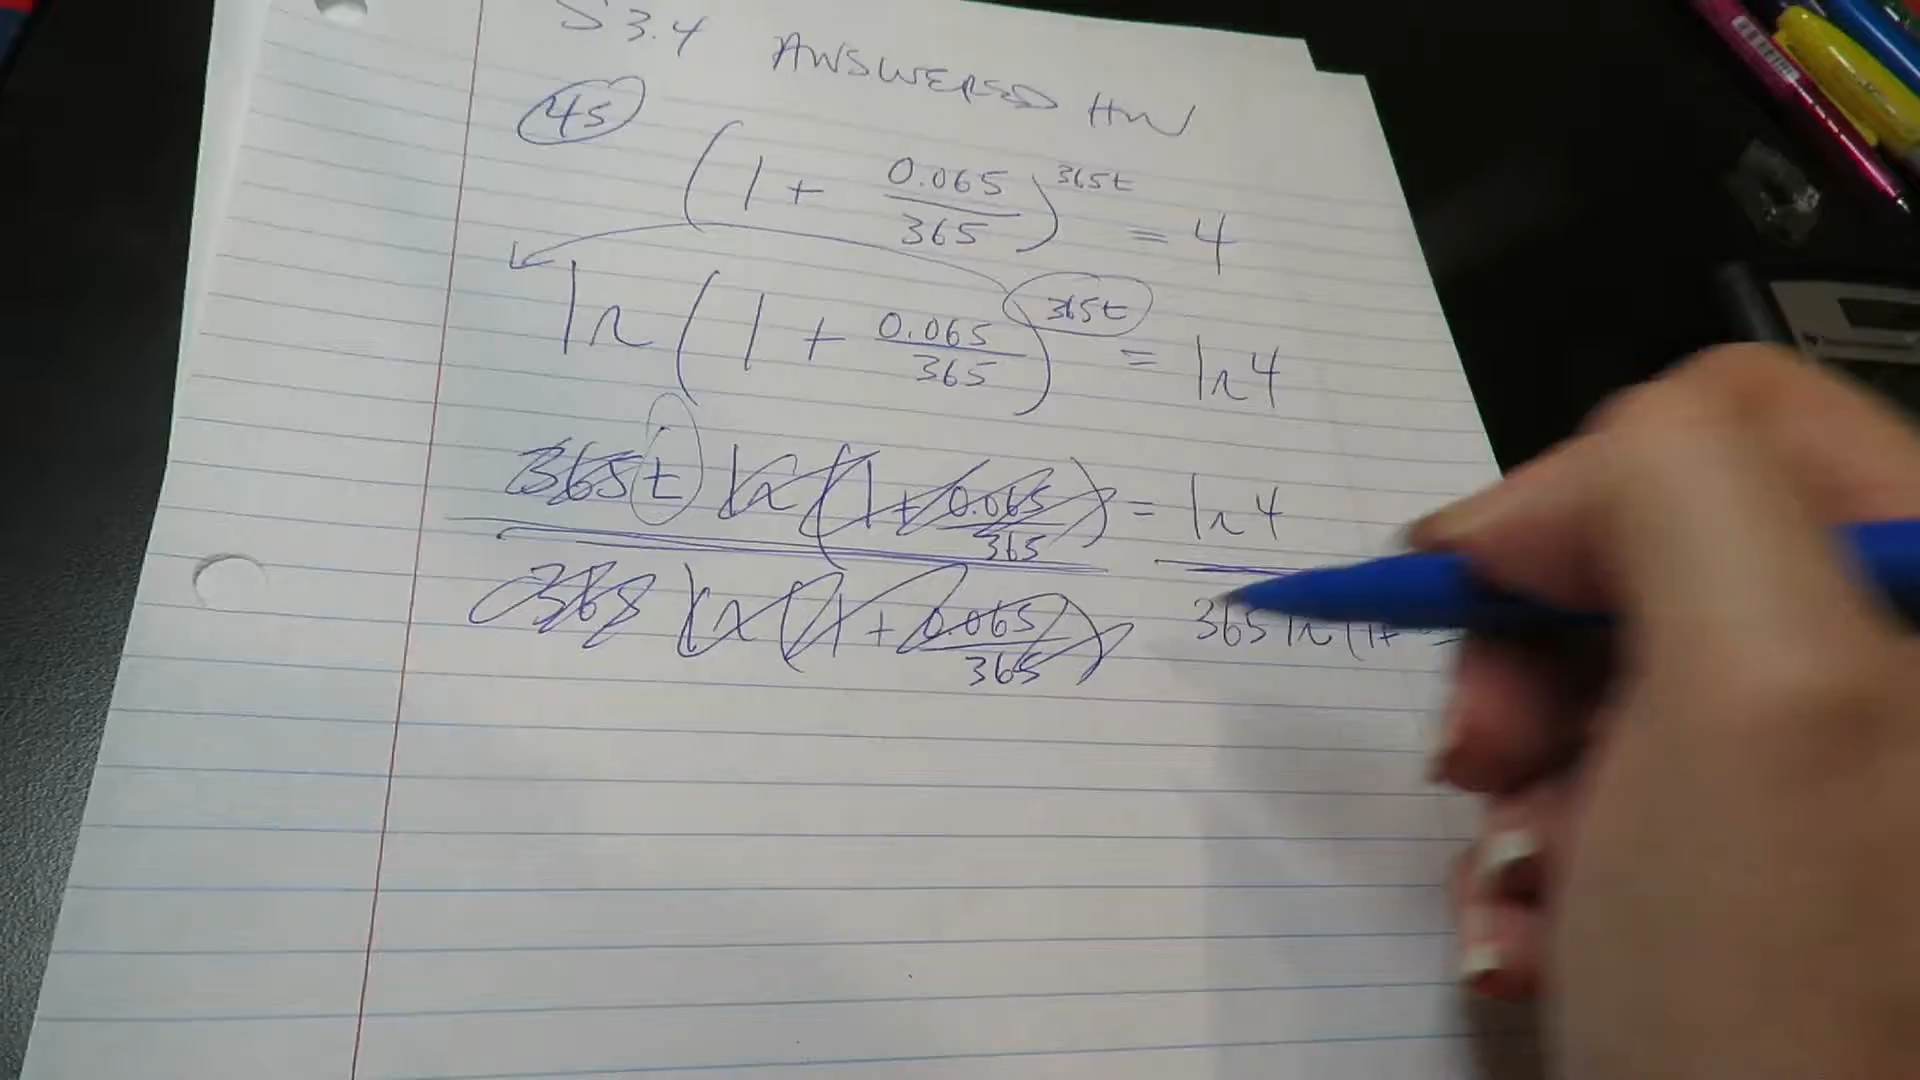 S3.4 ANSWERED HW
45
(1 + 0.065/365)^365t = 4
ln(1 + 0.065/365)^365t = ln4
365t ln(1+0.065/365) = ln4
365 ln(1+0.065/365) 365 ln(1+